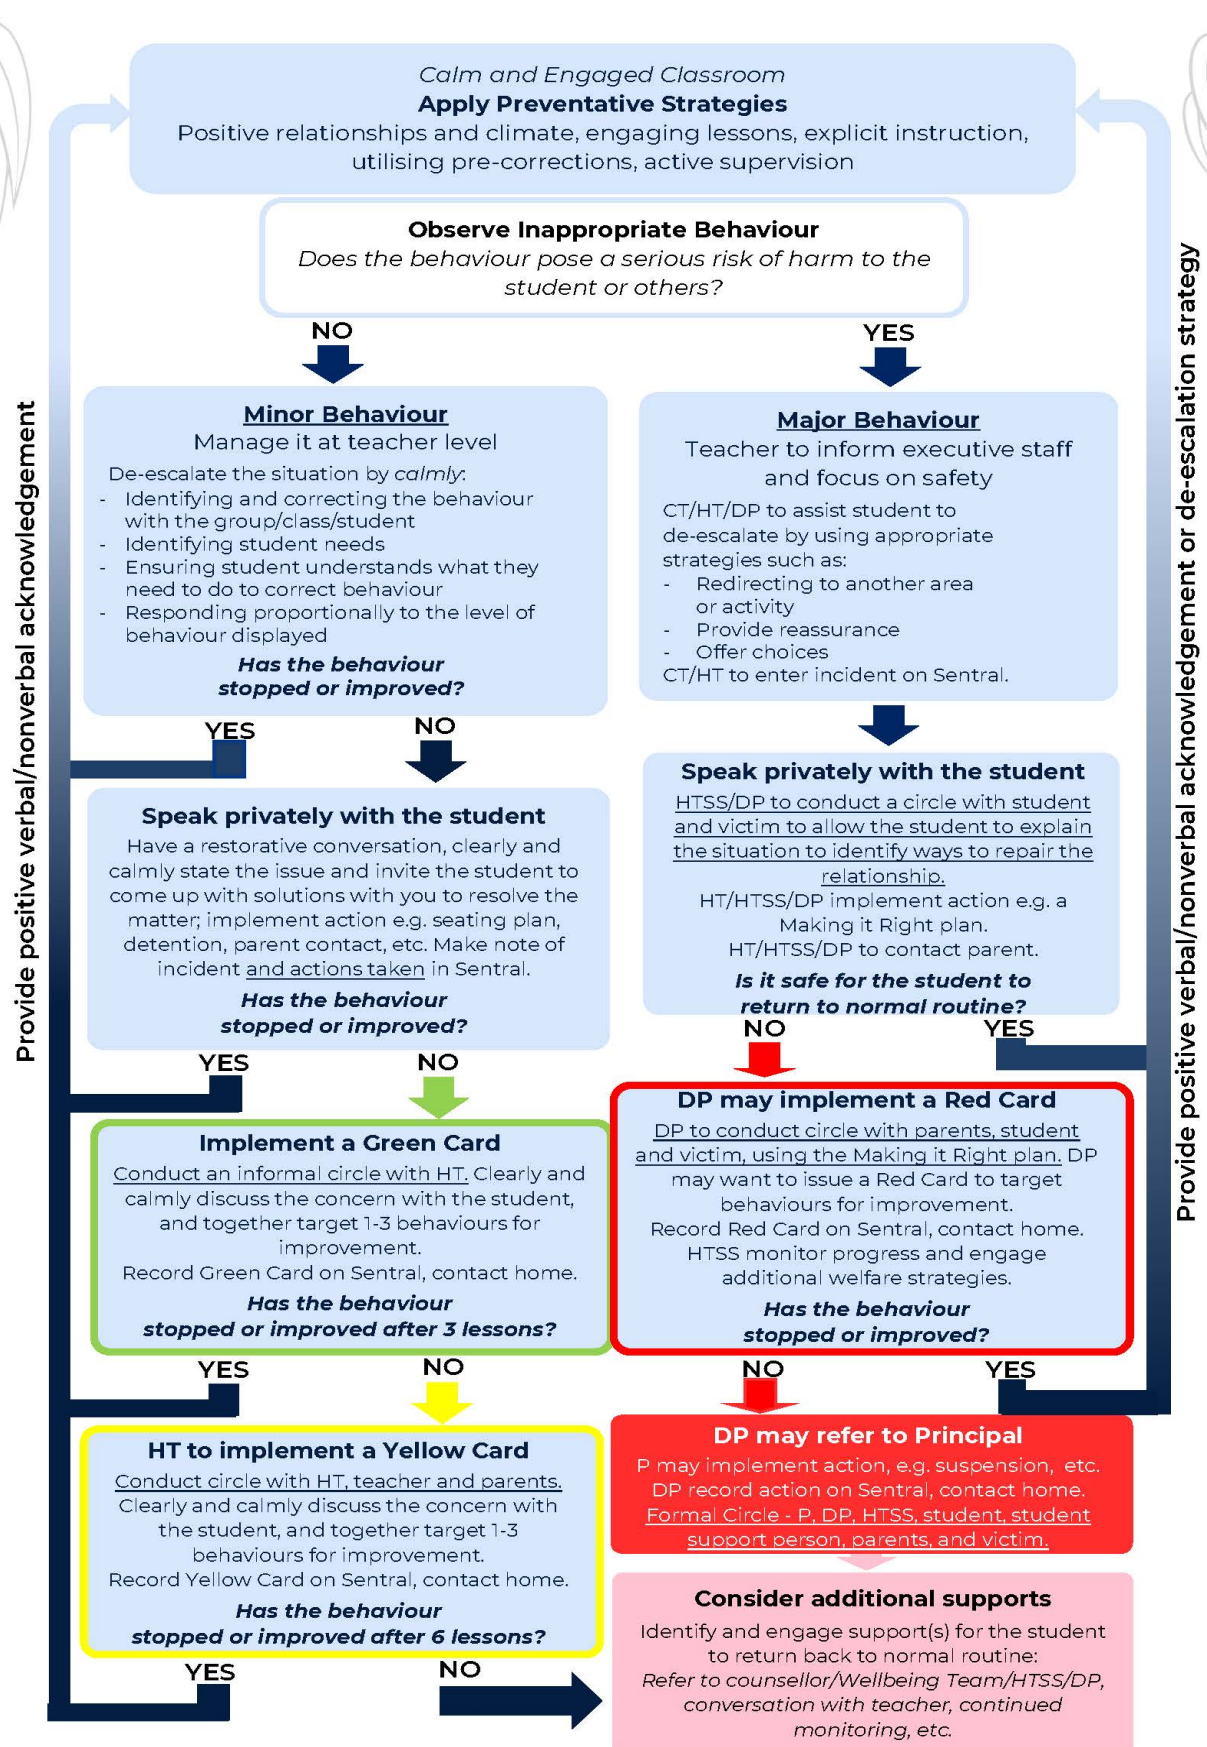 Calm and Engaged Classroom
Apply Preventative Strategies
Positive relationships and climate, engaging lessons, explicit instruction,
utilising pre-corrections, active supervision
Observe Inappropriate Behaviour
Does the behaviour pose a serious risk of harm to the
student or others?
NO
YES
Minor Behaviour
Manage it at teacher level
De-escalate the situation by calmly:
- Identifying and correcting the behaviour
with the group/class/student
- Identifying student needs
- Ensuring student understands what they
need to do to correct behaviour
- Responding proportionally to the level of
behaviour displayed
Has the behaviour
stopped or improved?
YES
NO
Major Behaviour
Teacher to inform executive staff
and focus on safety
CT/HT/DP to assist student to
de-escalate by using appropriate
strategies such as:
- Redirecting to another area
or activity
- Provide reassurance
- Offer choices
CT/HT to enter incident on Sentral.
Speak privately with the student
Have a restorative conversation, clearly and
calmly state the issue and invite the student to
come up with solutions with you to resolve the
matter; implement action e.g. seating plan,
detention, parent contact, etc. Make note of
incident and actions taken in Sentral.
Has the behaviour
stopped or improved?
YES
NO
Speak privately with the student
HTSS/DP to conduct a circle with student
and victim to allow the student to explain
the situation to identify ways to repair the
relationship.
HT/HTSS/DP implement action e.g. a
Making it Right plan.
HT/HTSS/DP to contact parent.
Is it safe for the student to
return to normal routine?
NO
YES
Implement a Green Card
Conduct an informal circle with HT. Clearly and
calmly discuss the concern with the student,
and together target 1-3 behaviours for
improvement.
Record Green Card on Sentral, contact home.
Has the behaviour
stopped or improved after 3 lessons?
YES
NO
DP may implement a Red Card
DP to conduct circle with parents, student
and victim, using the Making it Right plan. DP
may want to issue a Red Card to target
behaviours for improvement.
Record Red Card on Sentral, contact home.
HTSS monitor progress and engage
additional welfare strategies.
Has the behaviour
stopped or improved?
NO
YES
HT to implement a Yellow Card
Conduct circle with HT, teacher and parents.
Clearly and calmly discuss the concern with
the student, and together target 1-3
behaviours for improvement.
Record Yellow Card on Sentral, contact home.
Has the behaviour
stopped or improved after 6 lessons?
YES
NO
DP may refer to Principal
P may implement action, e.g. suspension, etc.
DP record action on Sentral, contact home.
Formal Circle - P, DP, HTSS, student, student
support person, parents, and victim.
Consider additional supports
Identify and engage support(s) for the student
to return back to normal routine:
Refer to counsellor/Wellbeing Team/HTSS/DP,
conversation with teacher, continued
monitoring, etc.
Provide positive verbal/nonverbal acknowledgement
Provide positive verbal/nonverbal acknowledgement or de-escalation strategy